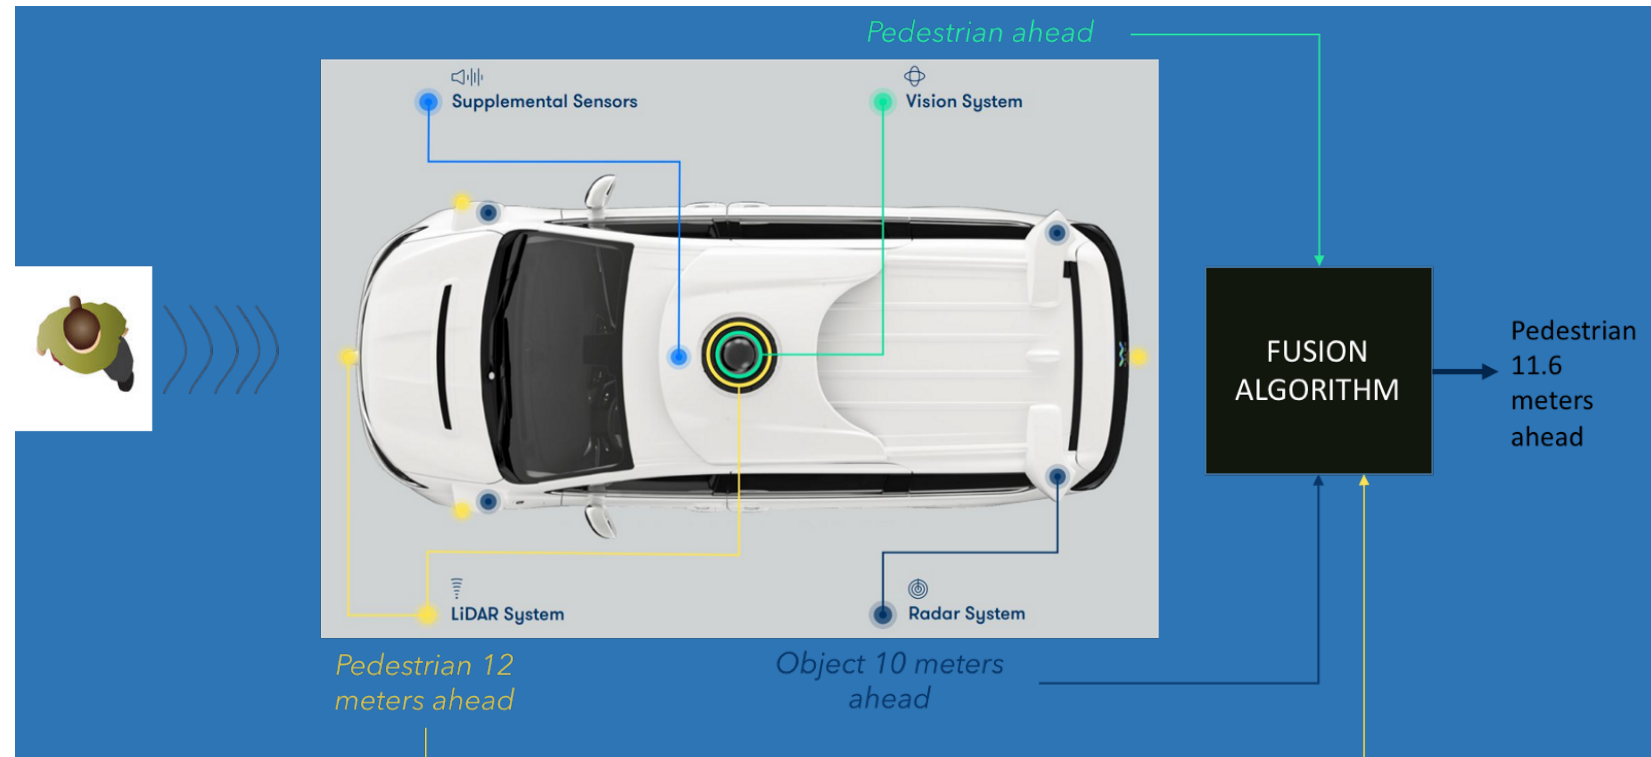 Pedestrian ahead
Supplemental Sensors
Vision System
FUSION
ALGORITHM
Pedestrian
11.6
meters
ahead
LiDAR System
Radar System
Pedestrian 12
meters ahead
Object 10 meters
ahead